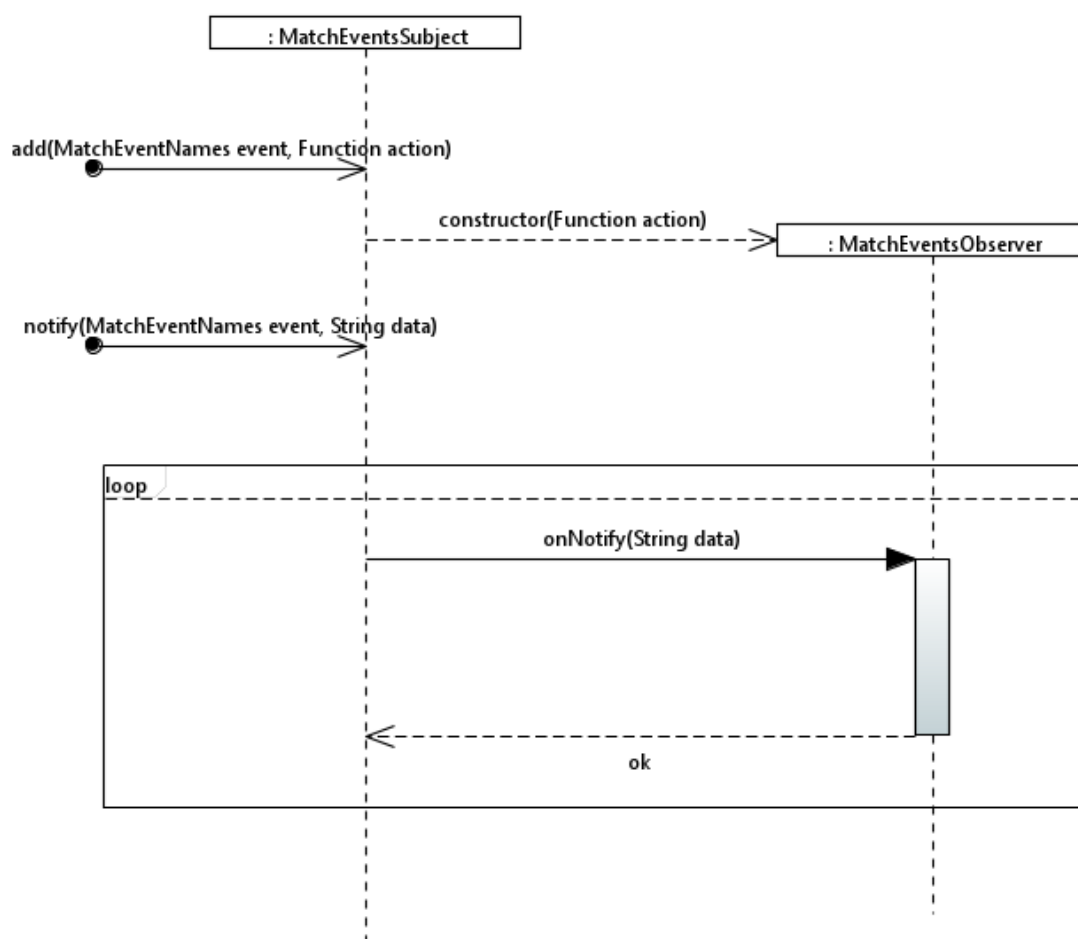 : MatchEventsSubject
add(MatchEventNames event, Function action)
constructor(Function action)
: MatchEventsObserver
notify(MatchEventNames event, String data)
loop
onNotify(String data)
ok